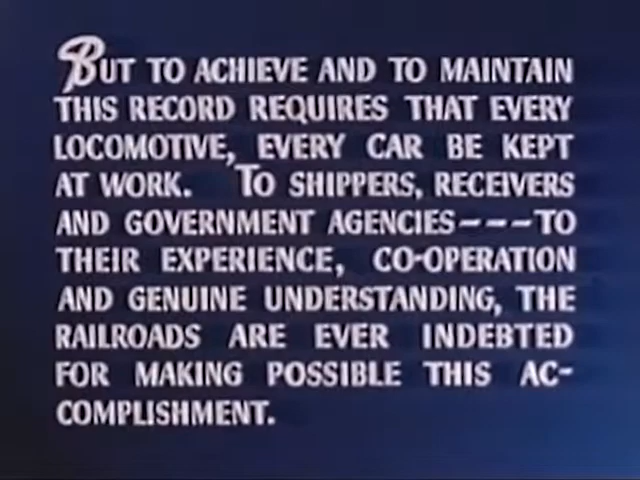 BUT TO ACHIEVE AND TO MAINTAIN
THIS RECORD REQUIRES THAT EVERY
LOCOMOTIVE, EVERY CAR BE KEPT
AT WORK. TO SHIPPERS, RECEIVERS
AND GOVERNMENT AGENCIES---TO
THEIR EXPERIENCE, CO-OPERATION
AND GENUINE UNDERSTANDING, THE
RAILROADS ARE EVER INDEBTED
FOR MAKING POSSIBLE THIS AC-
COMPLISHMENT.